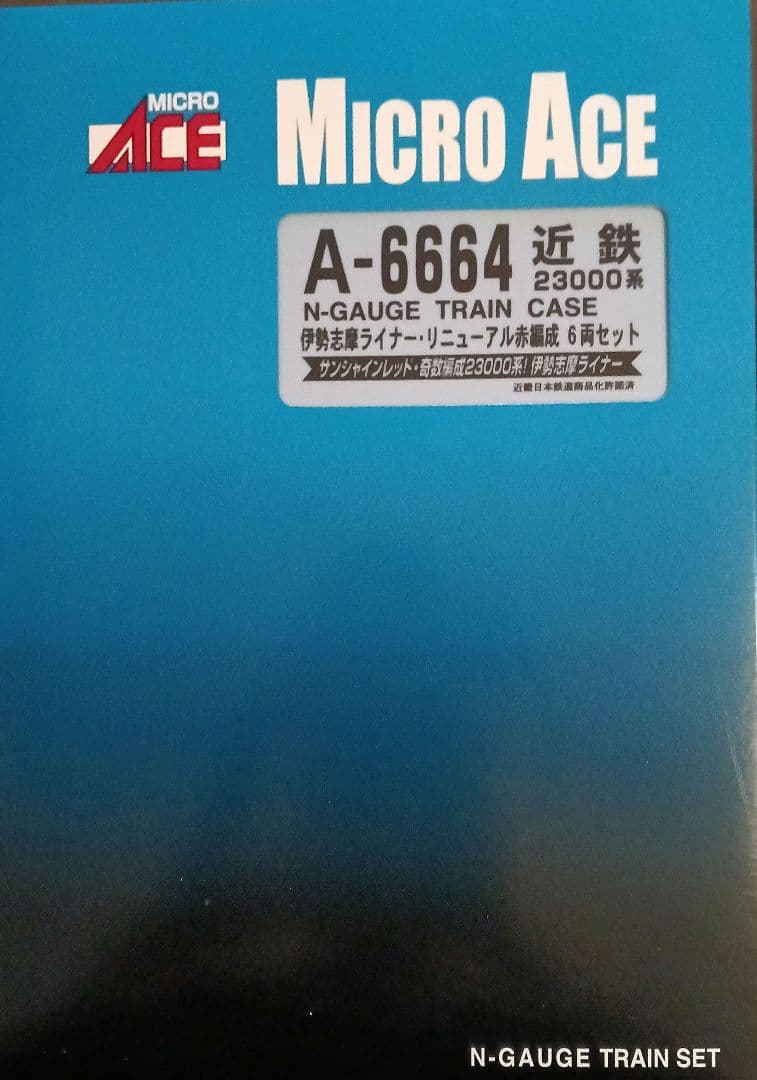 MICRO
ACE
MICRO ACE
A-6664 近鉄
23000系
N-GAUGE TRAIN CASE
伊勢志摩ライナー・リニューアル赤編成 6両セット
サンシャインレッド・奇数編成23000系!伊勢志摩ライナー
近畿日本鉄道商品化許諾済
N-GAUGE TRAIN SET